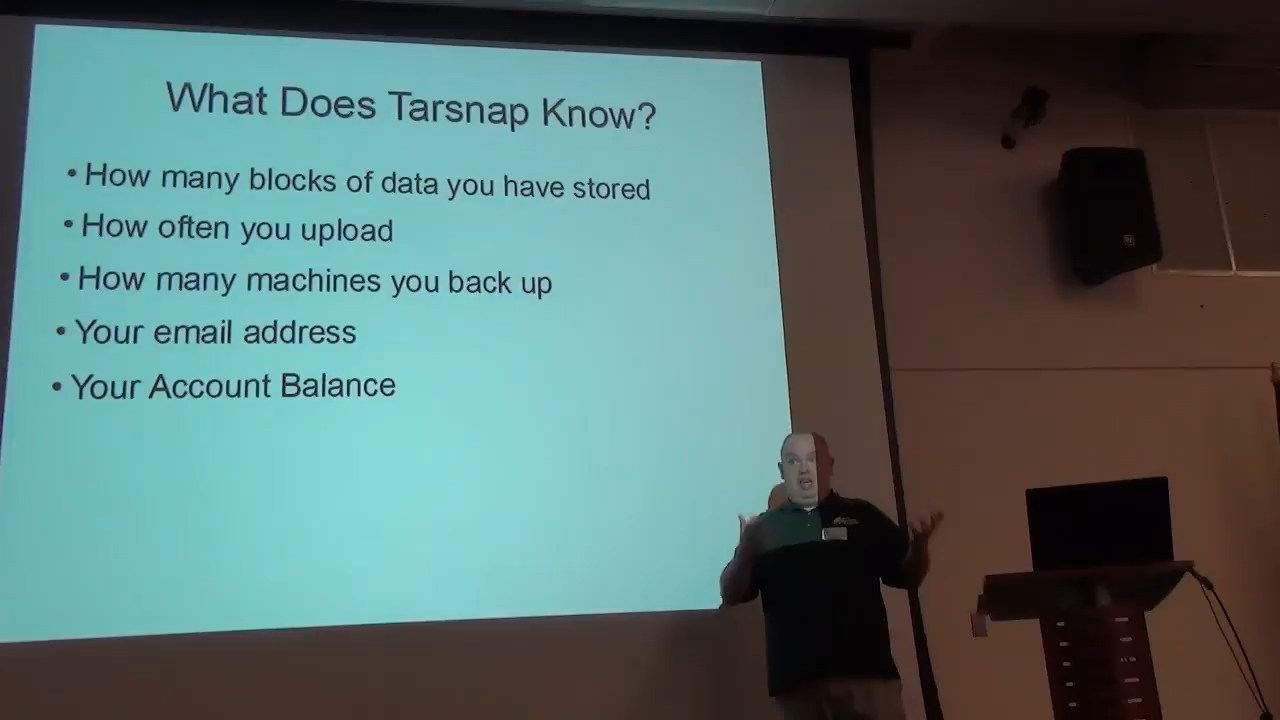 What Does Tarsnap Know?
• How many blocks of data you have stored
• How often you upload
• How many machines you back up
• Your email address
• Your Account Balance